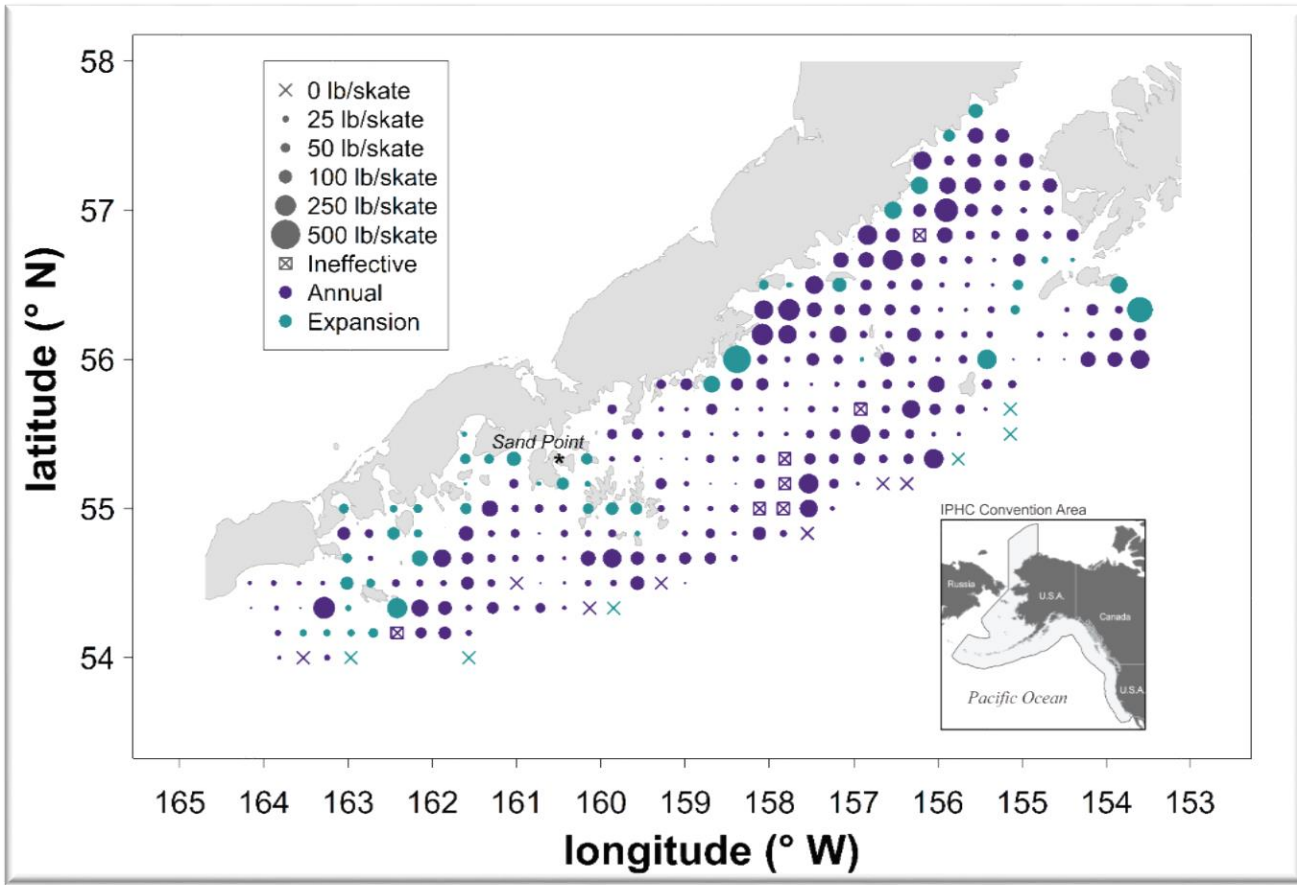 58
57
56
55
54
latitude (° N)
0 lb/skate
25 lb/skate
50 lb/skate
100 lb/skate
250 lb/skate
500 lb/skate
Ineffective
Annual
Expansion
Sand Point
*
IPHC Convention Area
Russia
U.S.A.
Canada
U.S.A.
Pacific Ocean
165 164 163 162 161 160 159 158 157 156 155 154 153
longitude (° W)